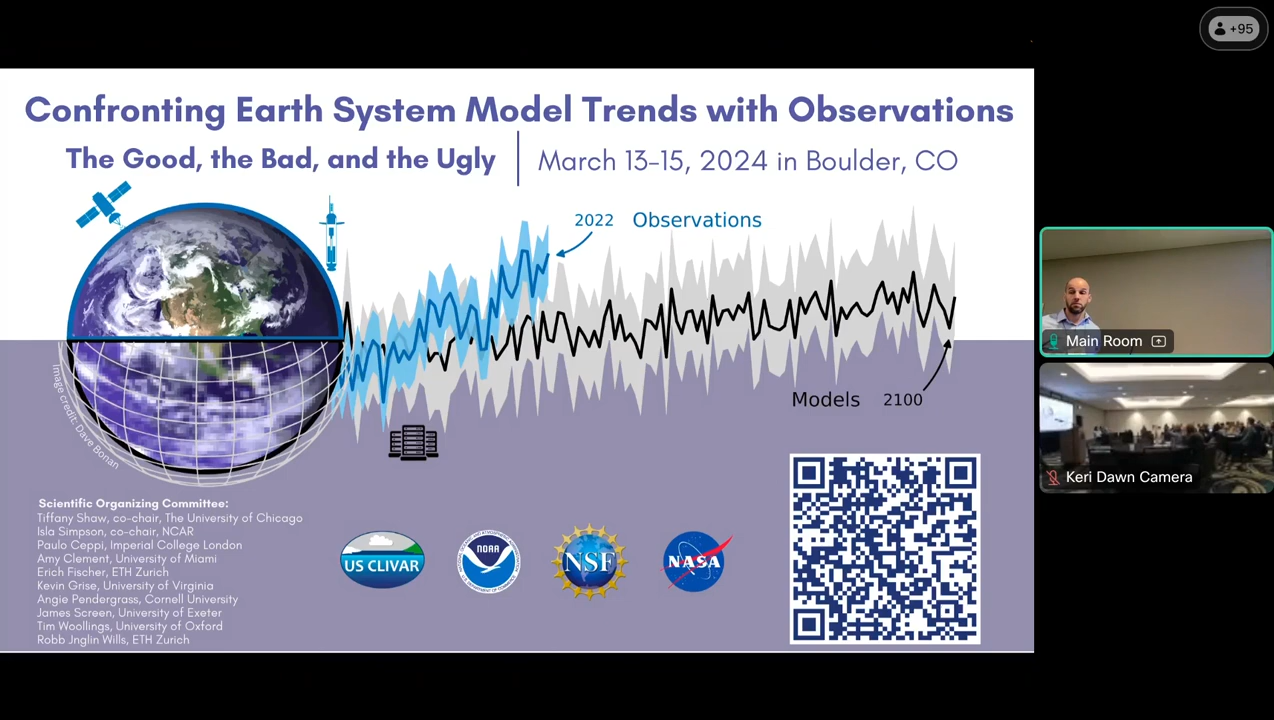 +95
Confronting Earth System Model Trends with Observations
The Good, the Bad, and the Ugly
March 13-15, 2024 in Boulder, CO
2022 Observations
Models 2100
Image credit: Dave Bonan
Main Room
Keri Dawn Camera
Scientific Organizing Committee:
Tiffany Shaw, co-chair, The University of Chicago
Isla Simpson, co-chair, NCAR
Paulo Ceppi, Imperial College London
Amy Clement, University of Miami
Erich Fischer, ETH Zurich
Kevin Grise, University of Virginia
Angie Pendergrass, Cornell University
James Screen, University of Exeter
Tim Woollings, University of Oxford
Robb Jnglin Wills, ETH Zurich
US CLIVAR
NOAA
NSF
NASA